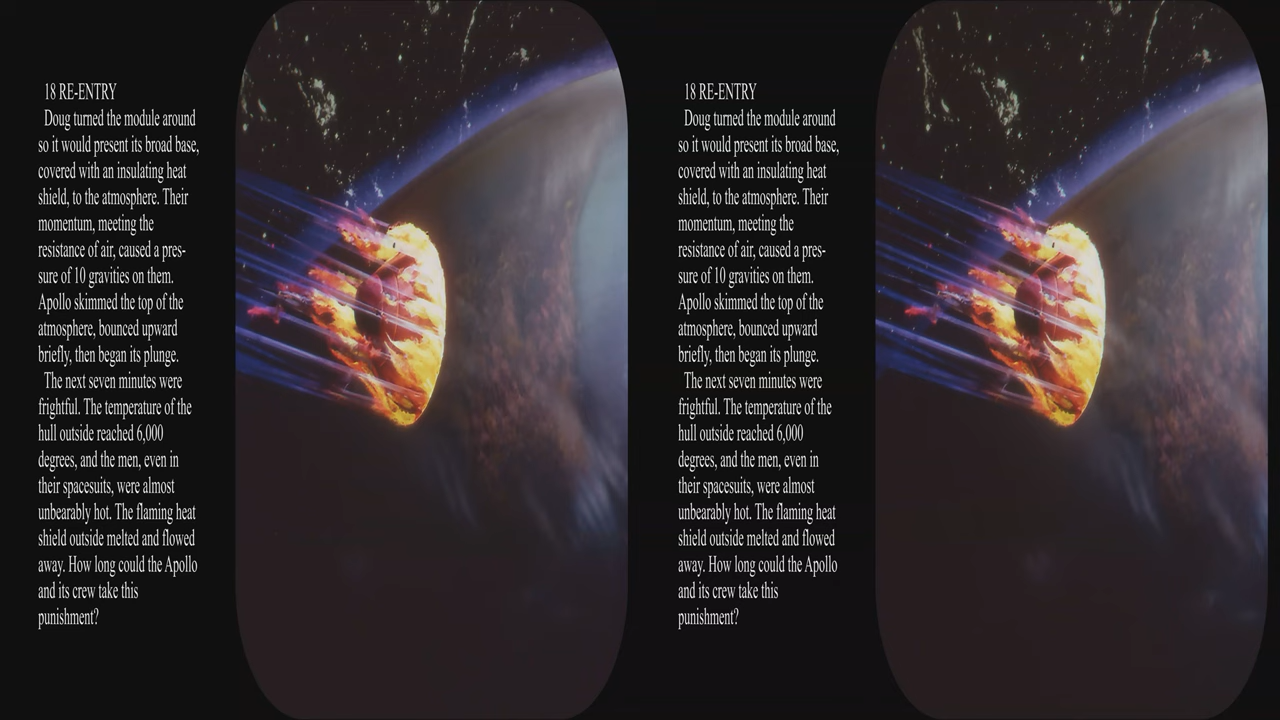 18 RE-ENTRY
Doug turned the module around
so it would present its broad base,
covered with an insulating heat
shield, to the atmosphere. Their
momentum, meeting the
resistance of air, caused a pres-
sure of 10 gravities on them.
Apollo skimmed the top of the
atmosphere, bounced upward
briefly, then began its plunge.
The next seven minutes were
frightful. The temperature of the
hull outside reached 6,000
degrees, and the men, even in
their spacesuits, were almost
unbearably hot. The flaming heat
shield outside melted and flowed
away. How long could the Apollo
and its crew take this
punishment?
18 RE-ENTRY
Doug turned the module around
so it would present its broad base,
covered with an insulating heat
shield, to the atmosphere. Their
momentum, meeting the
resistance of air, caused a pres-
sure of 10 gravities on them.
Apollo skimmed the top of the
atmosphere, bounced upward
briefly, then began its plunge.
The next seven minutes were
frightful. The temperature of the
hull outside reached 6,000
degrees, and the men, even in
their spacesuits, were almost
unbearably hot. The flaming heat
shield outside melted and flowed
away. How long could the Apollo
and its crew take this
punishment?